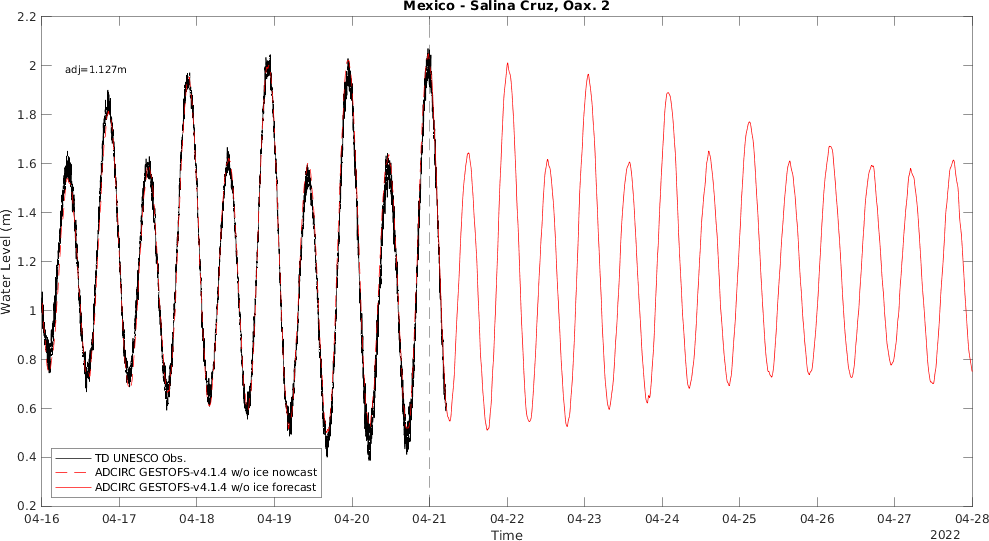 Mexico - Salina Cruz, Oax. 2
2.2
2
1.8
1.6
1.4
1.2
1
0.8
0.6
0.4
0.2
Water Level (m)
adj=1.127m
TD UNESCO Obs.
ADCIRC GESTOFS-v4.1.4 w/o ice nowcast
ADCIRC GESTOFS-v4.1.4 w/o ice forecast
04-16 04-17 04-18 04-19 04-20 04-21 04-22 04-23 04-24 04-25 04-26 04-27 04-28
Time
2022